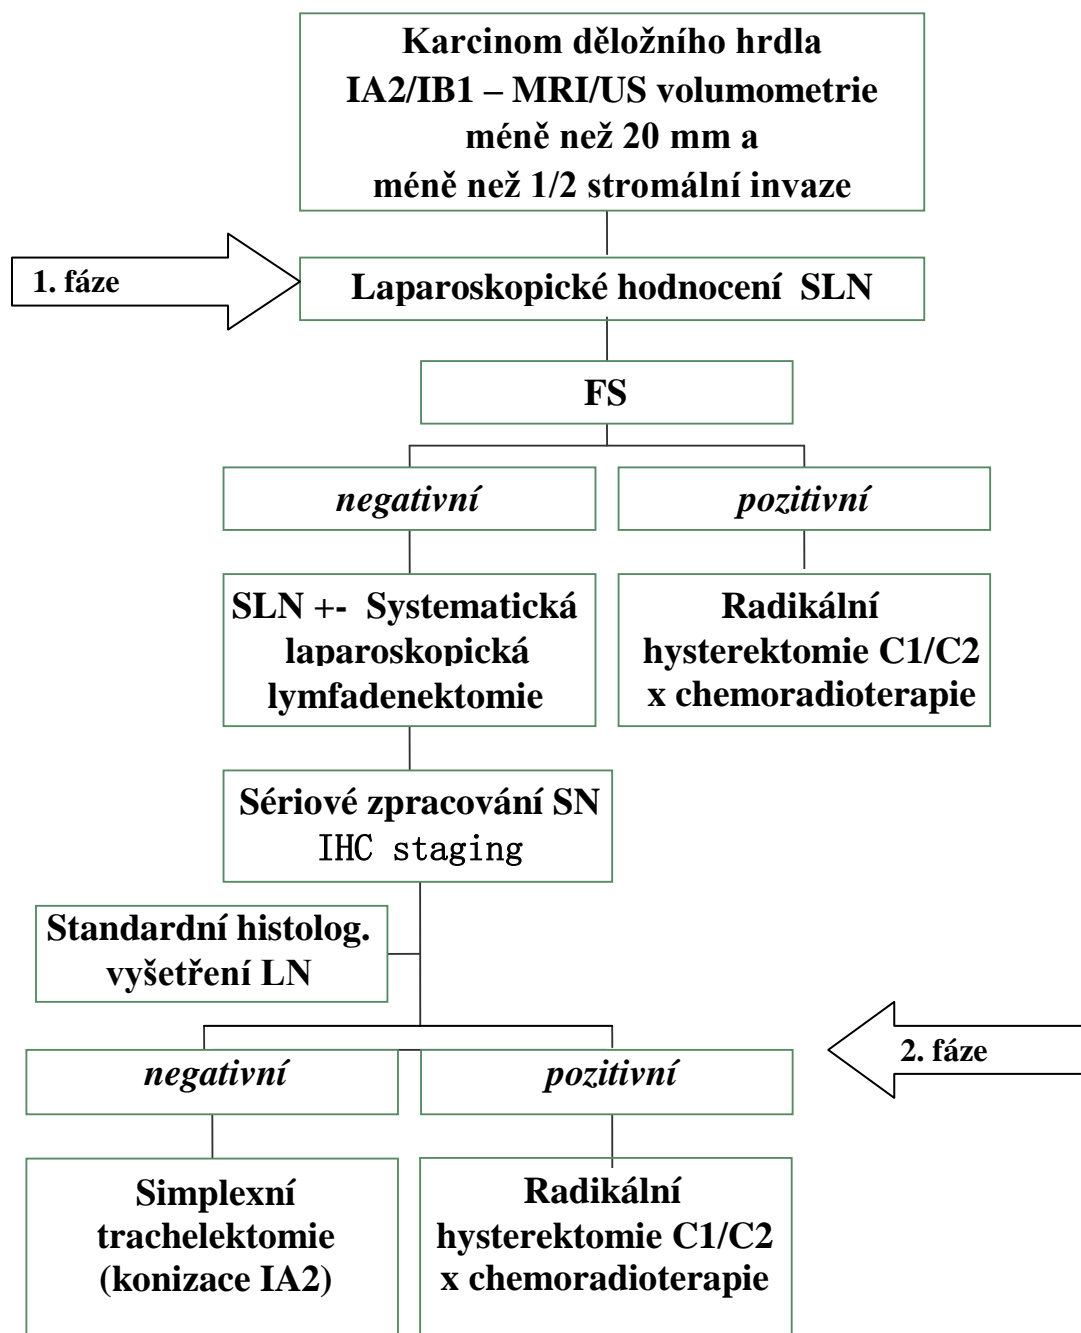 Karcinom děložního hrdla
IA2/IB1 – MRI/US volumometrie
méně než 20 mm a
méně než 1/2 stromální invaze
1. fáze
Laparoskopické hodnocení SLN
FS
negativní
pozitivní
SLN +- Systematická
laparoskopická
lymfadenektomie
Radikální
hysterektomie C1/C2
x chemoradioterapie
Sériové zpracování SN
IHC staging
Standardní histolog.
vyšetření LN
2. fáze
negativní
pozitivní
Simplexní
trachelektomie
(konizace IA2)
Radikální
hysterektomie C1/C2
x chemoradioterapie